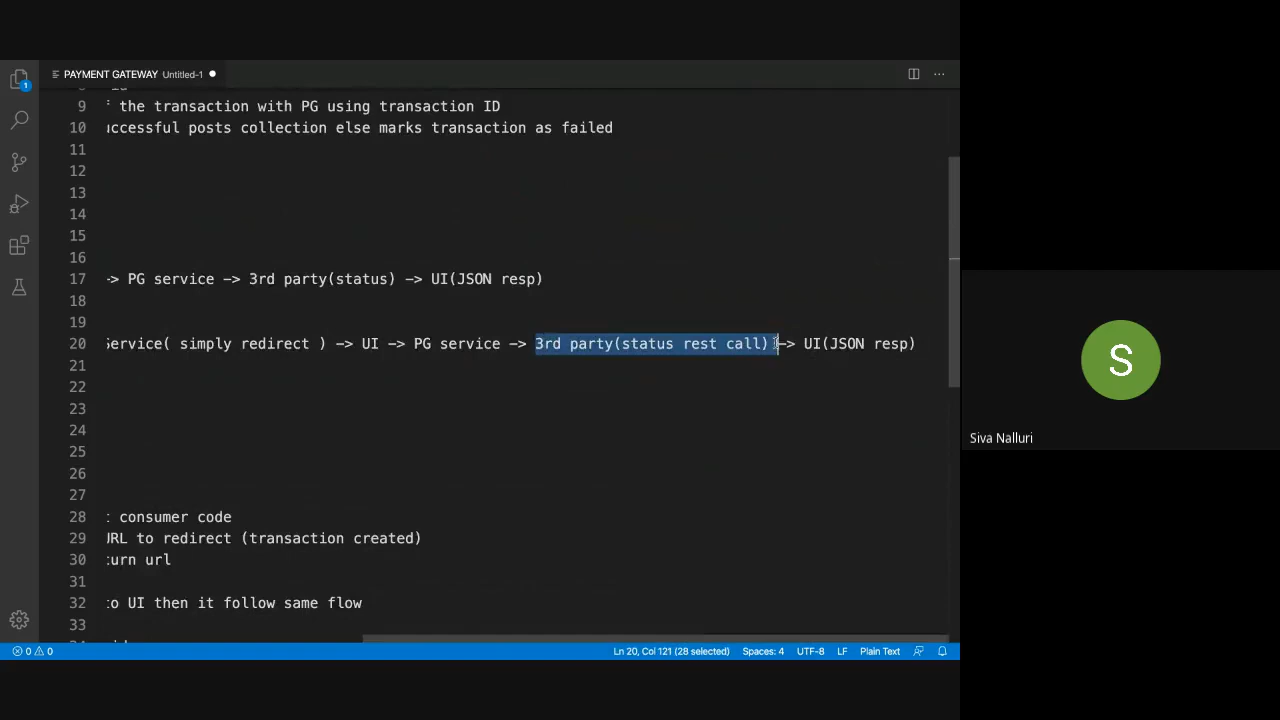 PAYMENT GATEWAY Untitled-1
1
9 the transaction with PG using transaction ID
10 successful posts collection else marks transaction as failed
11
12
13
14
15
16
17 -> PG service -> 3rd party(status) -> UI(JSON resp)
18
19
20 Service( simply redirect ) -> UI -> PG service -> 3rd party(status rest call) -> UI(JSON resp)
21
22
23
24
25
26
27
28 consumer code
29 URL to redirect (transaction created)
30 turn url
31
32 to UI then it follow same flow
33
0 0
Ln 20, Col 121 (28 selected) Spaces: 4 UTF-8 LF Plain Text
S
Siva Nalluri